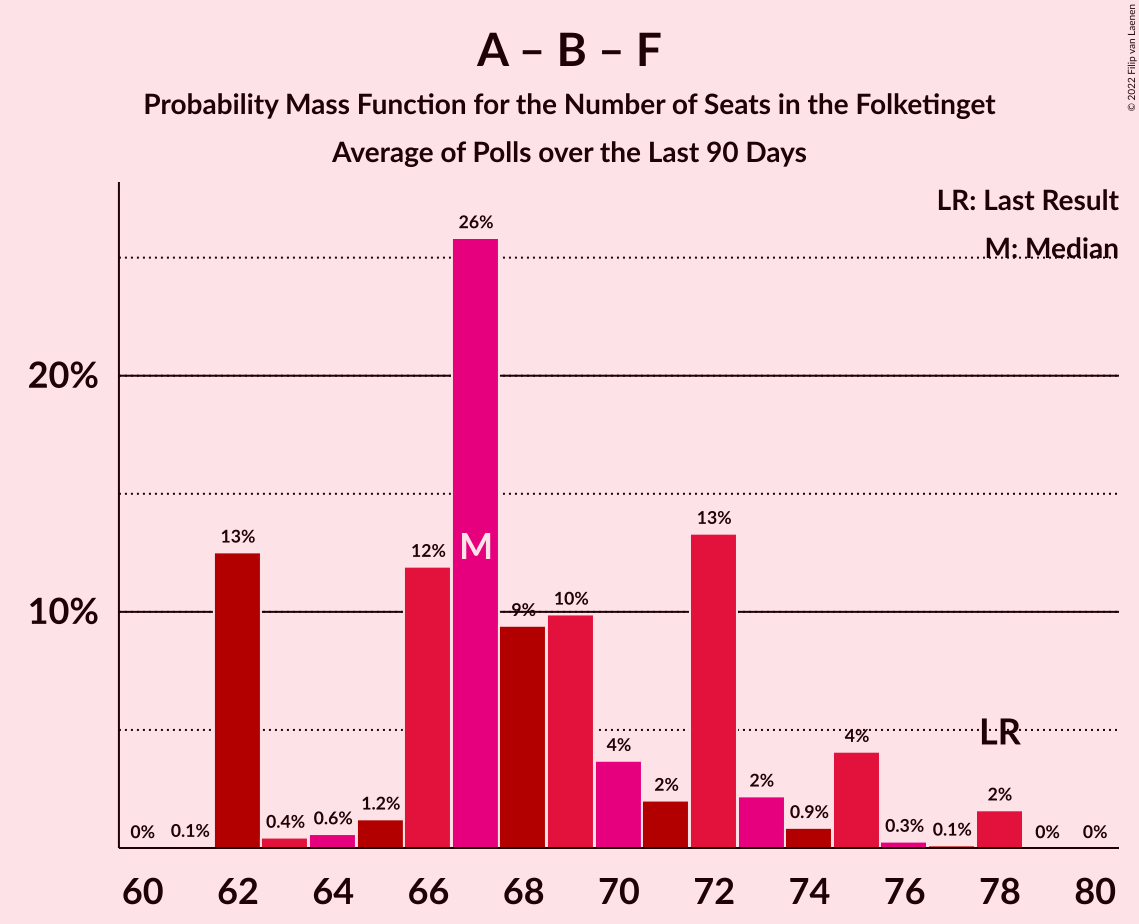 A – B – F
Probability Mass Function for the Number of Seats in the Folketinget
Average of Polls over the Last 90 Days
© 2022 Filip van Laenen
LR: Last Result
M: Median
20%
10%
0%
0.1%
13%
0.4%
0.6%
1.2%
12%
26%
M
9%
10%
4%
2%
13%
2%
0.9%
4%
0.3%
0.1%
2%
LR
0%
0%
60 62 64 66 68 70 72 74 76 78 80